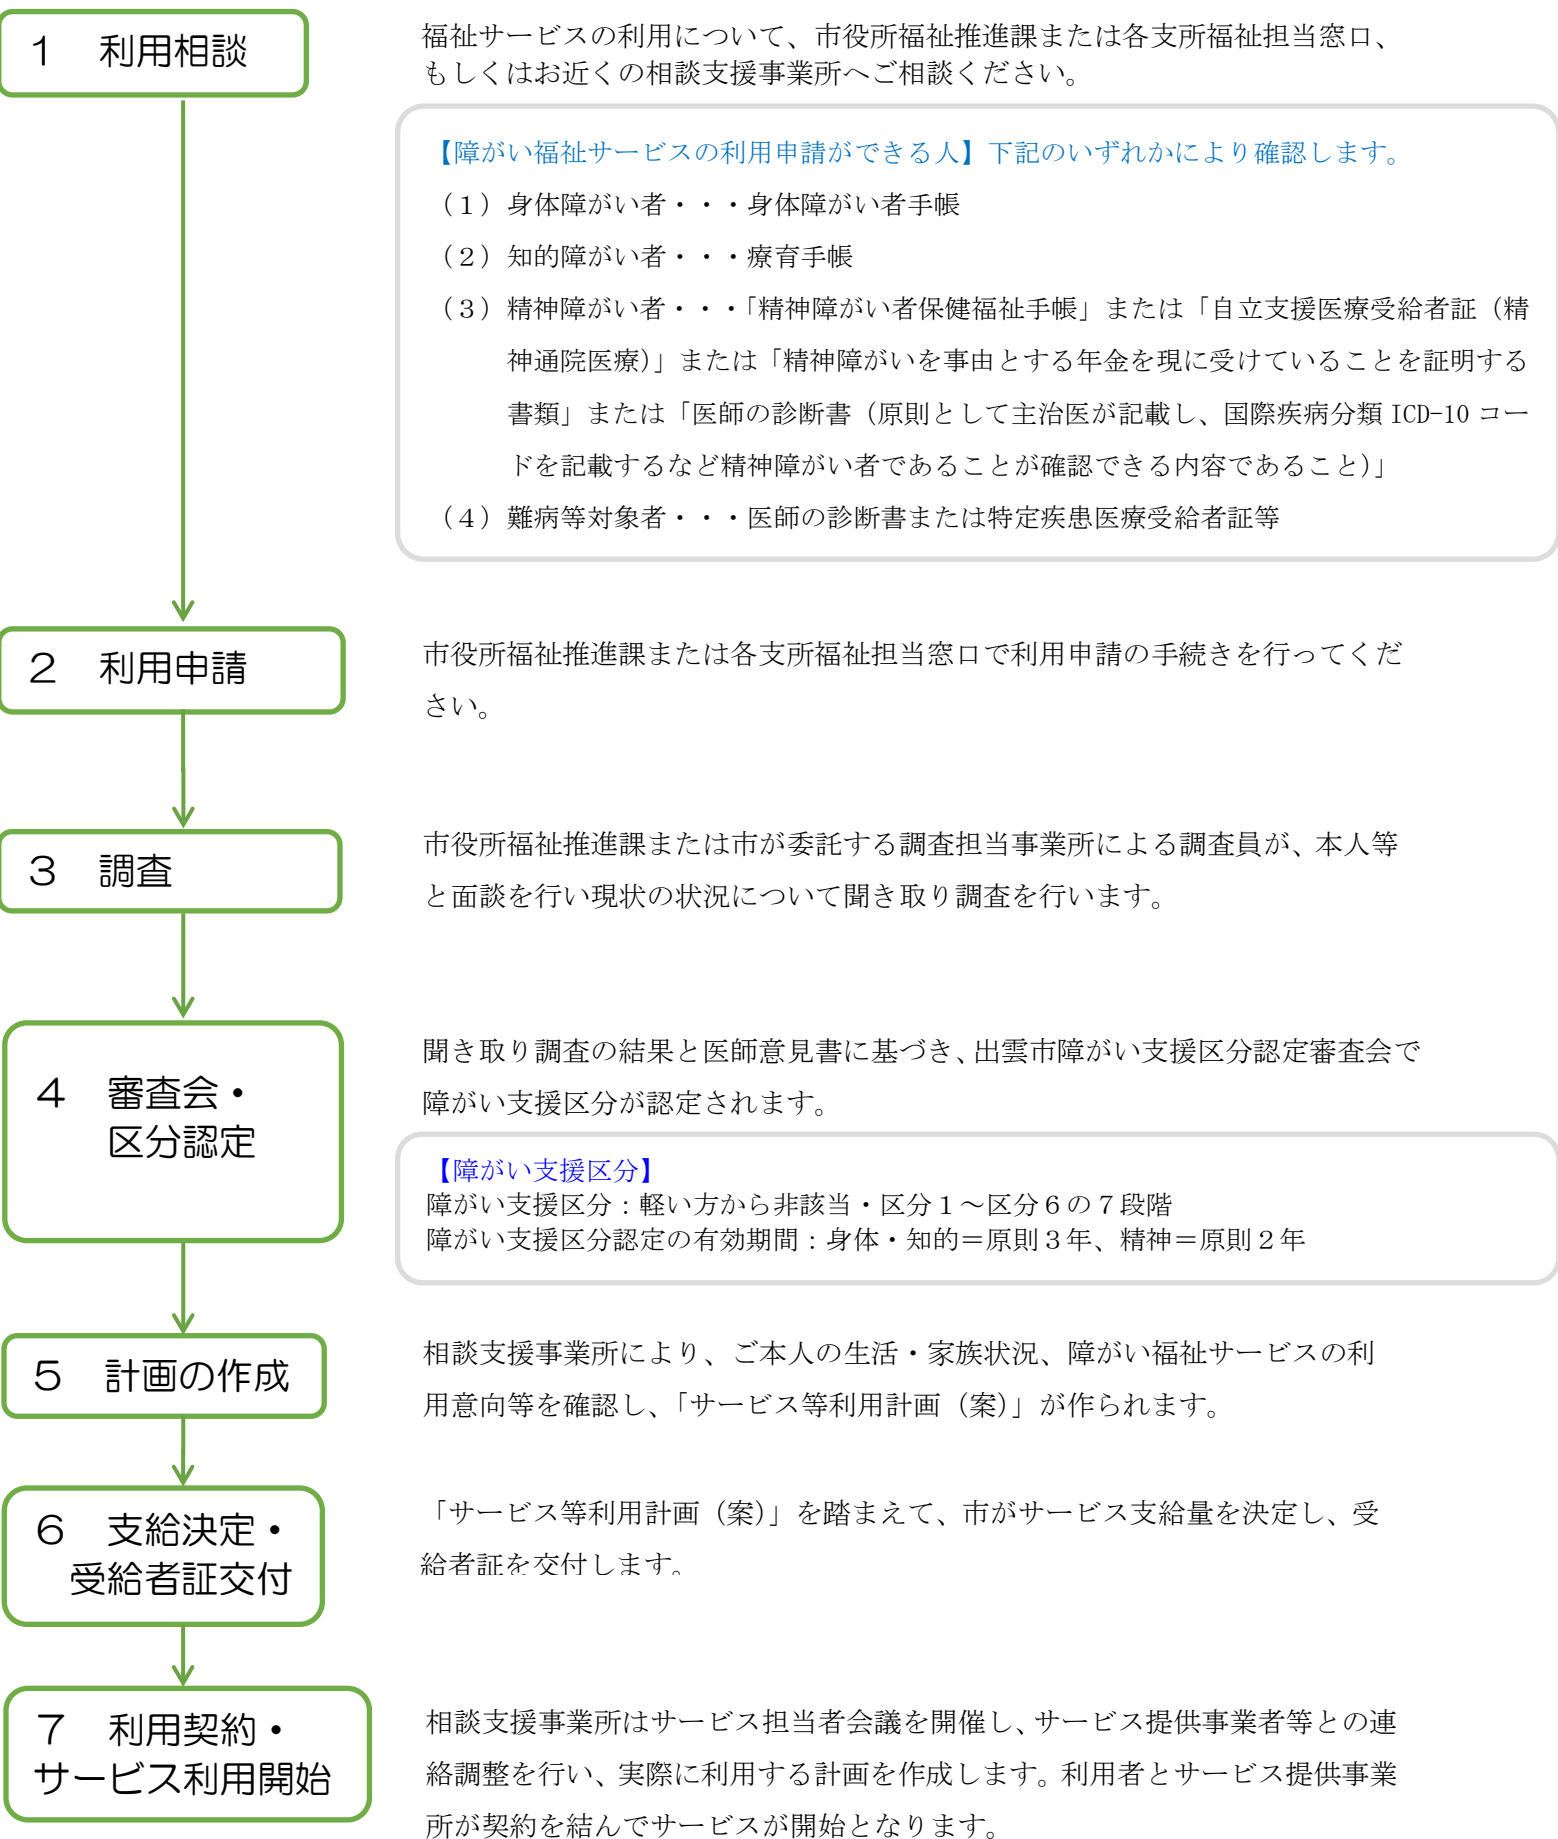 １　利用相談
福祉サービスの利用について、市役所福祉推進課または各支所福祉担当窓口、
もしくはお近くの相談支援事業所へご相談ください。
【障がい福祉サービスの利用申請ができる人】下記のいずれかにより確認します。
（１）身体障がい者・・・身体障がい者手帳
（２）知的障がい者・・・療育手帳
（３）精神障がい者・・・「精神障がい者保健福祉手帳」または「自立支援医療受給者証（精
神通院医療）」または「精神障がいを事由とする年金を現に受けていることを証明する
書類」または「医師の診断書（原則として主治医が記載し、国際疾病分類 ICD-10 コー
ドを記載するなど精神障がい者であることが確認できる内容であること）」
（４）難病等対象者・・・医師の診断書または特定疾患医療受給者証等
２　利用申請
市役所福祉推進課または各支所福祉担当窓口で利用申請の手続きを行ってくだ
さい。
３　調査
市役所福祉推進課または市が委託する調査担当事業所による調査員が、本人等
と面談を行い現状の状況について聞き取り調査を行います。
４　審査会・
区分認定
聞き取り調査の結果と医師意見書に基づき、出雲市障がい支援区分認定審査会で
障がい支援区分が認定されます。
【障がい支援区分】
障がい支援区分：軽い方から非該当・区分１～区分６の７段階
障がい支援区分認定の有効期間：身体・知的＝原則３年、精神＝原則２年
５　計画の作成
相談支援事業所により、ご本人の生活・家族状況、障がい福祉サービスの利
用意向等を確認し、「サービス等利用計画（案）」が作られます。
６　支給決定・
受給者証交付
「サービス等利用計画（案）」を踏まえて、市がサービス支給量を決定し、受
給者証を交付します。
７　利用契約・
サービス利用開始
相談支援事業所はサービス担当者会議を開催し、サービス提供事業者等との連
絡調整を行い、実際に利用する計画を作成します。利用者とサービス提供事業
所が契約を結んでサービスが開始となります。